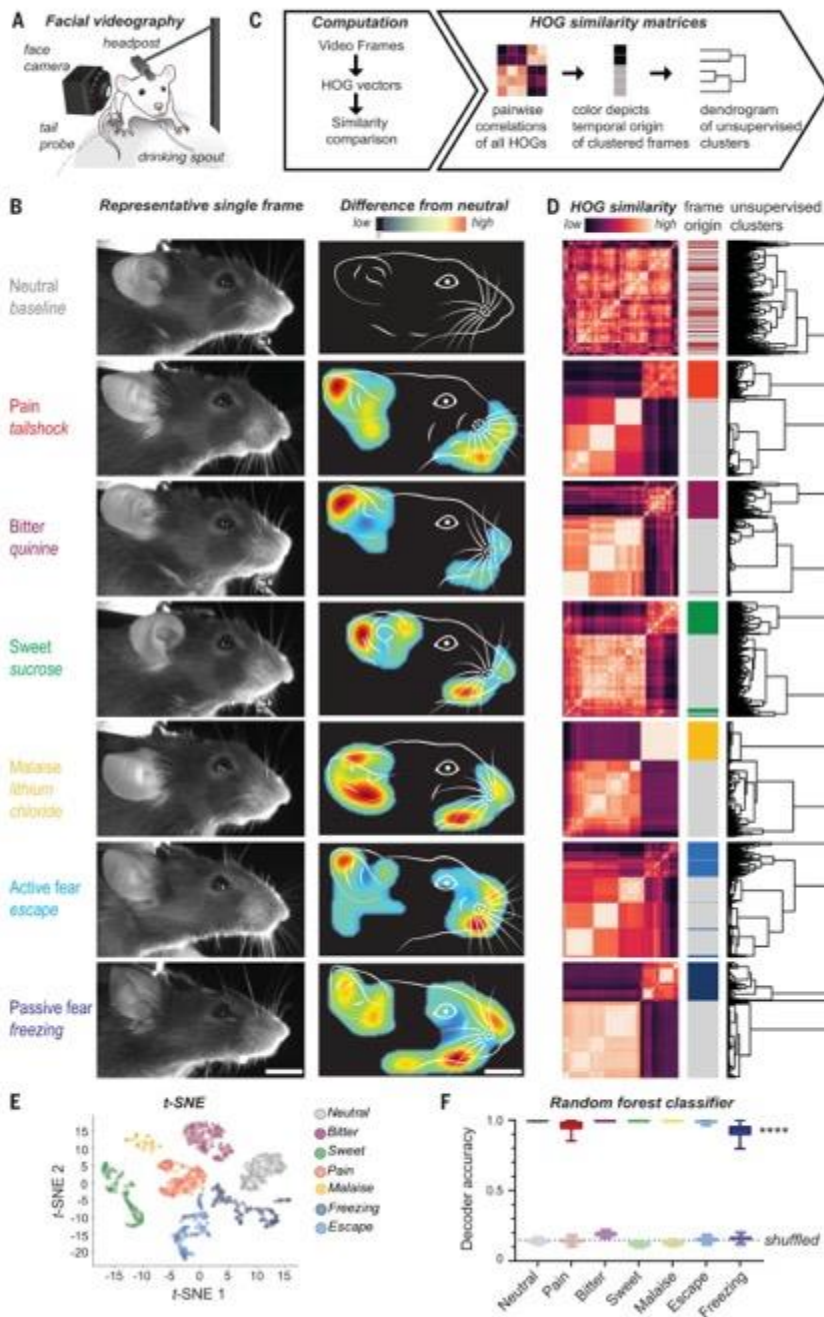 A
Facial videography
headpost
face
camera
tail
probe
drinking spout
C
Computation
Video Frames
HOG vectors
Similarity
comparison
HOG similarity matrices
pairwise
correlations
of all HOGs
color depicts
temporal origin
of clustered frames
dendrogram
of unsupervised
clusters
B
Representative single frame
Difference from neutral
low high
Neutral
baseline
Pain
tailshock
Bitter
quinine
Sweet
sucrose
Malaise
lithium
chloride
Active fear
escape
Passive fear
freezing
D
HOG similarity
low high
frame
origin
unsupervised
clusters
E
t-SNE
t-SNE 2
15
10
5
0
-5
-10
-15
-20
-15 -10 -5 0 5 10 15
t-SNE 1
Neutral
Bitter
Sweet
Pain
Malaise
Freezing
Escape
F
Random forest classifier
Decoder accuracy
1.0
0.5
0
****
shuffled
Neutral
Pain
Bitter
Sweet
Malaise
Escape
Freezing